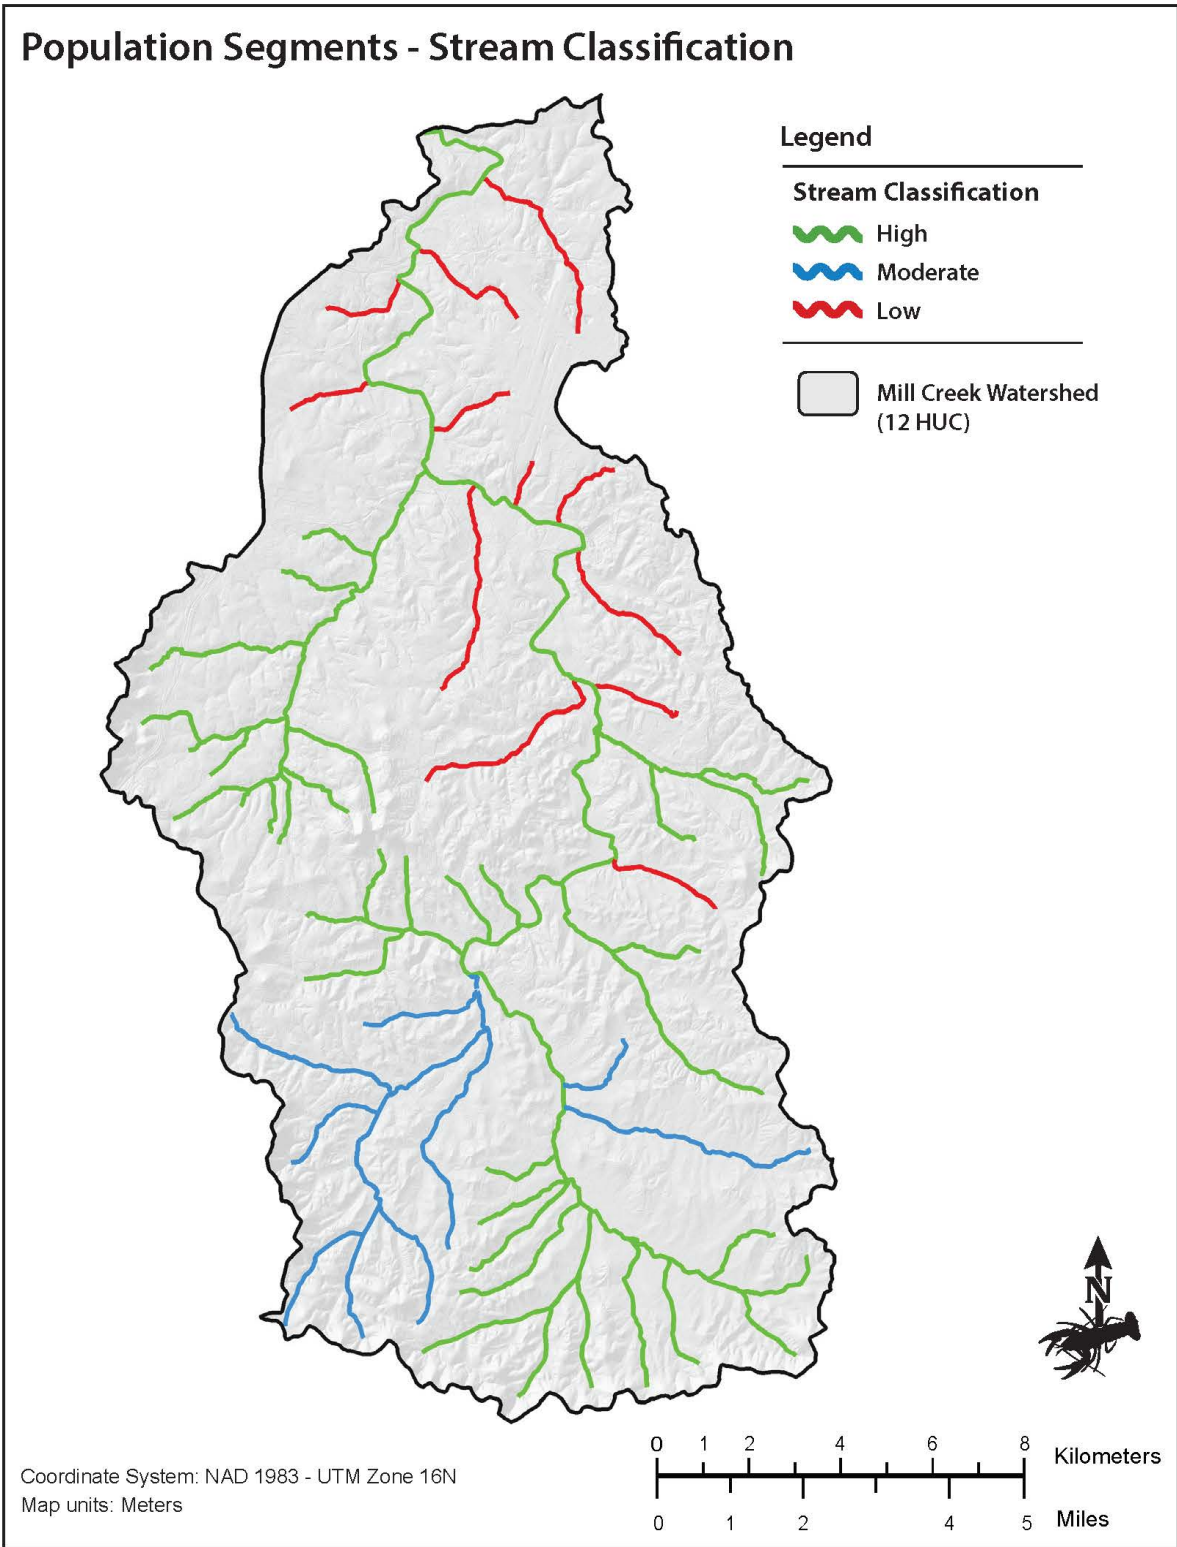 Population Segments - Stream Classification
Legend
Stream Classification
High
Moderate
Low
Mill Creek Watershed
(12 HUC)
N
0 1 2 4 6 8 Kilometers
0 1 2 4 5 Miles
Coordinate System: NAD 1983 - UTM Zone 16N
Map units: Meters